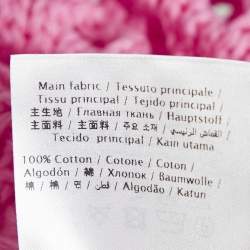 Main fabric / Tessuto principale /
Tissu principal / Tejido principal /
主生地 / Главная ткань / Hauptstoff /
主面料 / 主面料 / 주요 소재 / القماش الرئيسي /
Tecido principal / Kain utama
100% Cotton / Cotone / Coton /
Algodón / 綿 / Хлопок / Baumwolle /
棉 / 棉 / 면 / قطن / Algodão / Katun